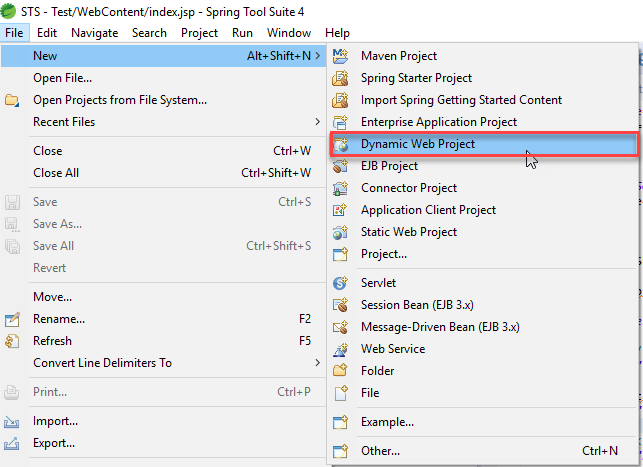 STS - Test/WebContent/index.jsp - Spring Tool Suite 4
File Edit Navigate Search Project Run Window Help
New Alt+Shift+N >
Open File...
Open Projects from File System...
Recent Files >
Close Ctrl+W
Close All Ctrl+Shift+W
Save Ctrl+S
Save As...
Save All Ctrl+Shift+S
Revert
Move...
Rename... F2
Refresh F5
Convert Line Delimiters To >
Print... Ctrl+P
Import...
Export...
Maven Project
Spring Starter Project
Import Spring Getting Started Content
Enterprise Application Project
Dynamic Web Project
EJB Project
Connector Project
Application Client Project
Static Web Project
Project...
Servlet
Session Bean (EJB 3.x)
Message-Driven Bean (EJB 3.x)
Web Service
Folder
File
Example...
Other... Ctrl+N